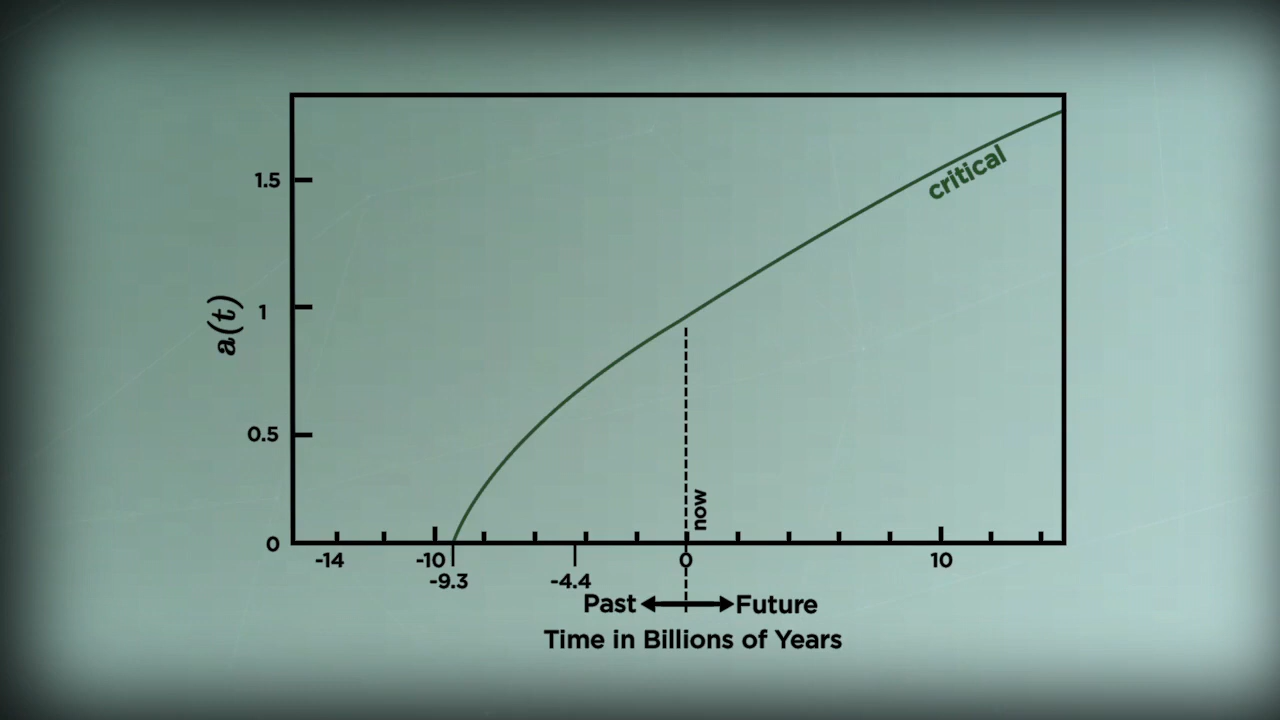 1.5
1
0.5
0
a(t)
critical
now
-14 -10 0 10
-9.3 -4.4
Past Future
Time in Billions of Years